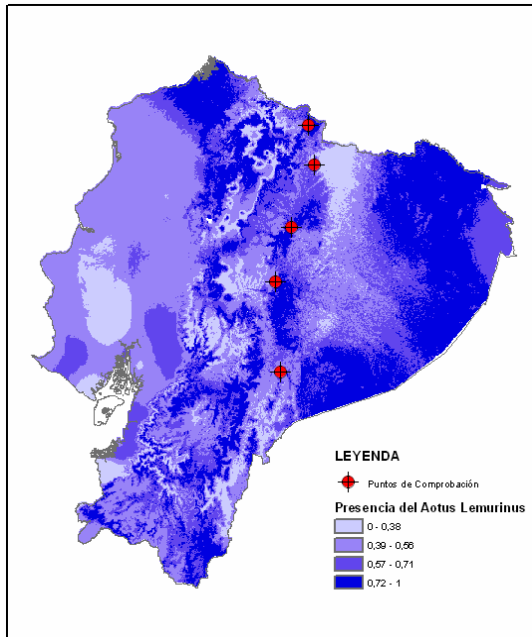 LEYENDA
Puntos de Comprobación
Presencia del Aotus Lemurinus
0 - 0,38
0,39 - 0,56
0,57 - 0,71
0,72 - 1